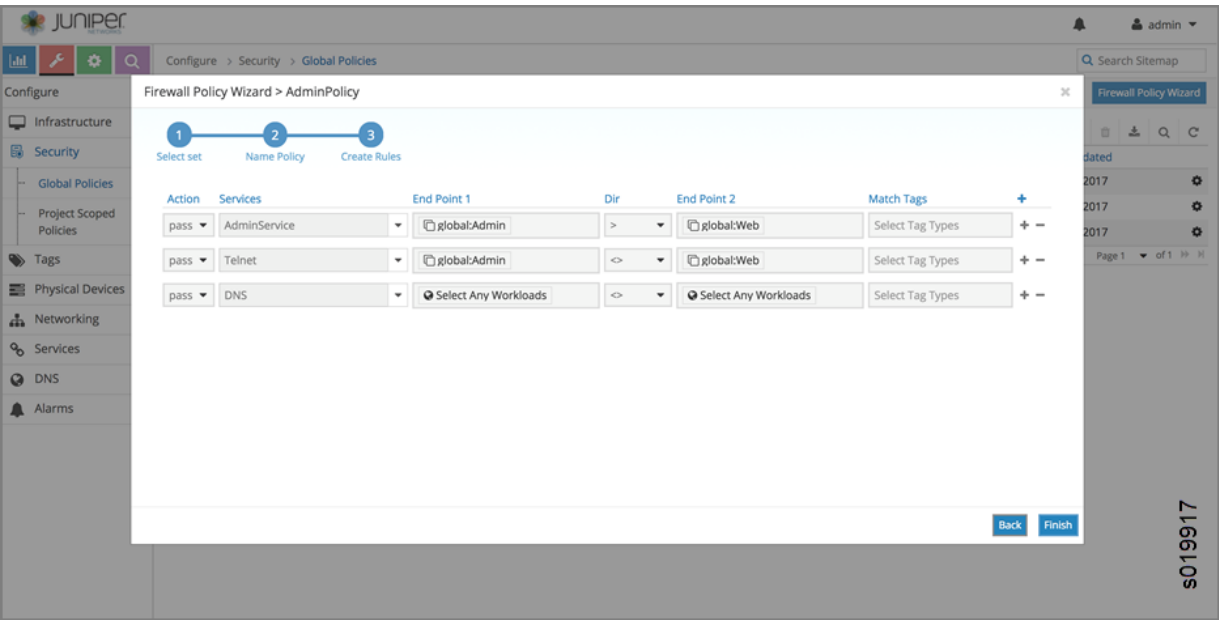 JUNIPER
NETWORKS
admin
Configure > Security > Global Policies
Search Sitemap
Configure
Firewall Policy Wizard > AdminPolicy
Firewall Policy Wizard
Infrastructure
1 2 3
Select set Name Policy Create Rules
Security
dated
Global Policies
2017
Action Services End Point 1 Dir End Point 2 Match Tags +
Project Scoped
Policies
2017
pass AdminService global:Admin > global:Web Select Tag Types + −
2017
Tags
pass Telnet global:Admin <> global:Web Select Tag Types + −
Page 1 of 1
Physical Devices
pass DNS Select Any Workloads <> Select Any Workloads Select Tag Types + −
Networking
Services
DNS
Alarms
Back Finish
s019917